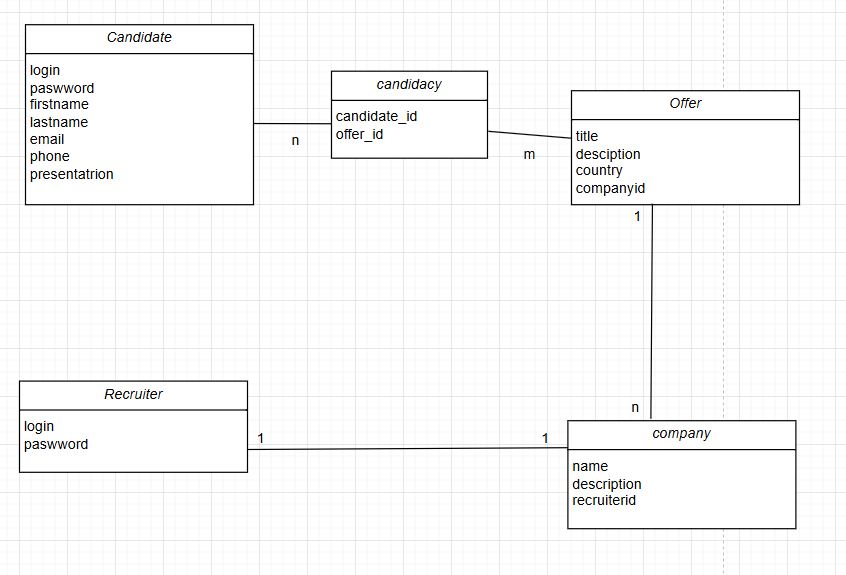 Candidate
login
paswword
firstname
lastname
email
phone
presentatrion
n
candidacy
candidate_id
offer_id
m
Offer
title
desciption
country
companyid
1
n
Recruiter
login
paswword
1
1
company
name
description
recruiterid